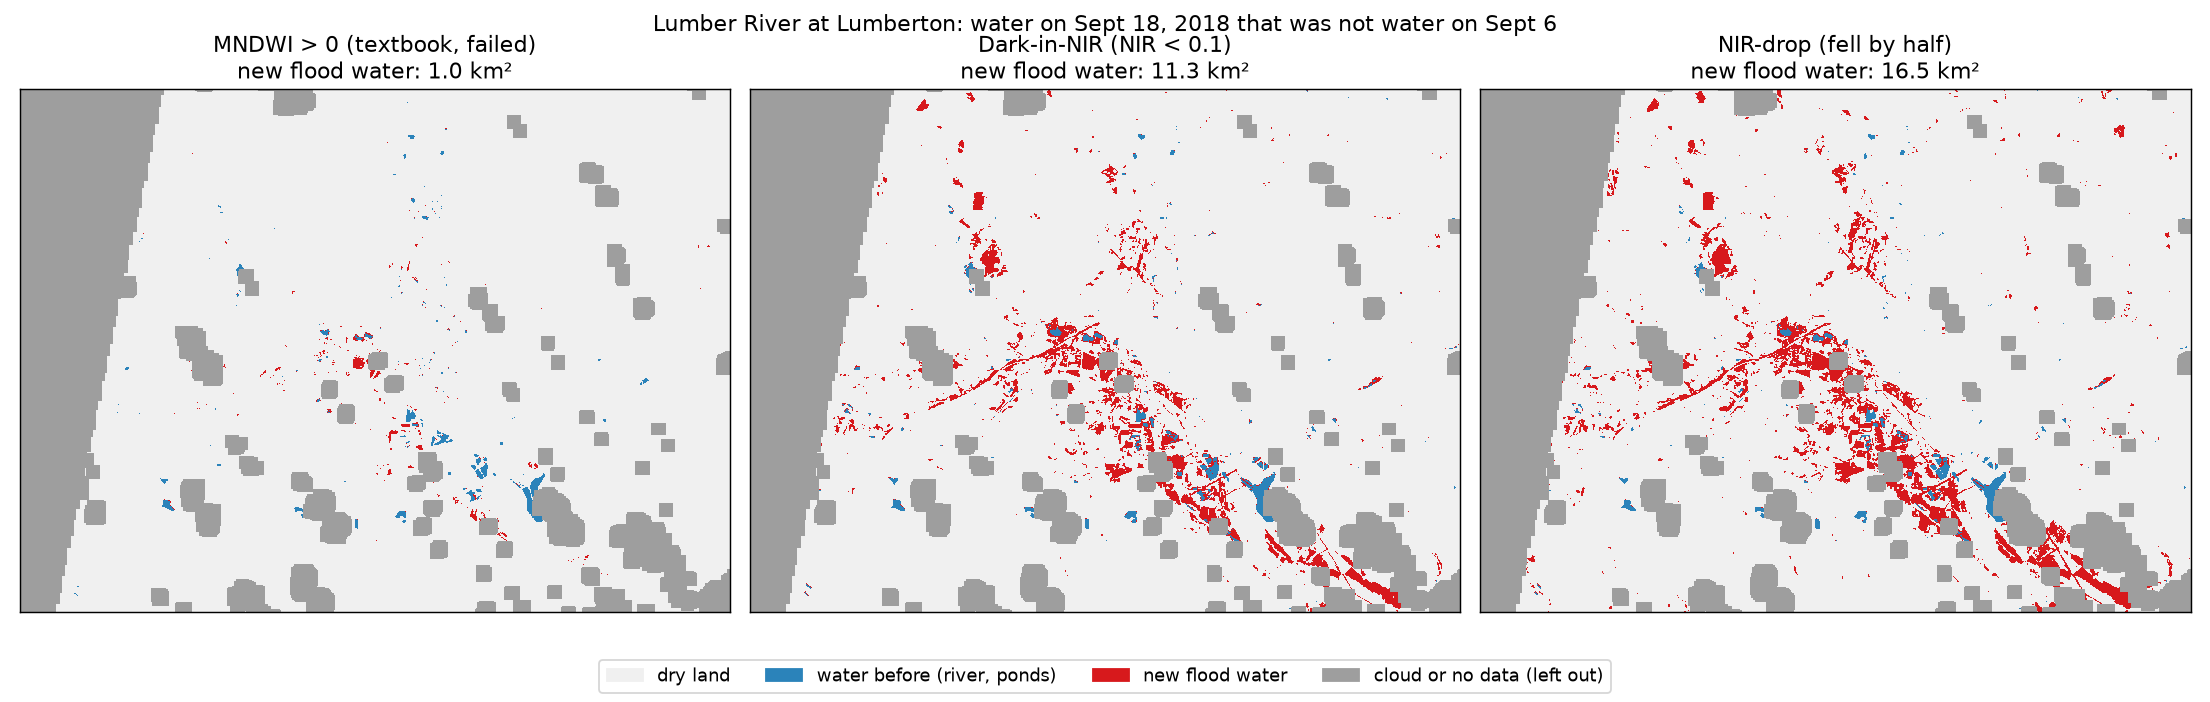 Lumber River at Lumberton: water on Sept 18, 2018 that was not water on Sept 6
MNDWI > 0 (textbook, failed)
new flood water: 1.0 km²
Dark-in-NIR (NIR < 0.1)
new flood water: 11.3 km²
NIR-drop (fell by half)
new flood water: 16.5 km²
dry land
water before (river, ponds)
new flood water
cloud or no data (left out)